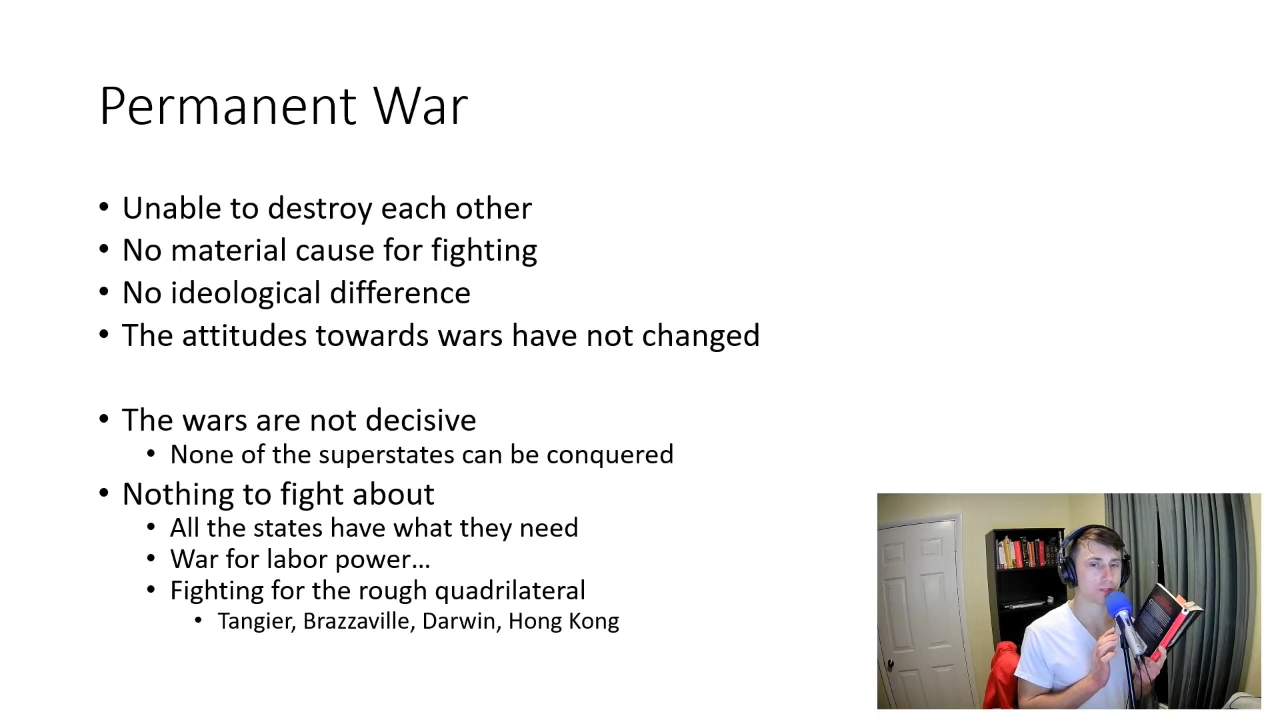 Permanent War
• Unable to destroy each other
• No material cause for fighting
• No ideological difference
• The attitudes towards wars have not changed
• The wars are not decisive
• None of the superstates can be conquered
• Nothing to fight about
• All the states have what they need
• War for labor power...
• Fighting for the rough quadrilateral
• Tangier, Brazzaville, Darwin, Hong Kong